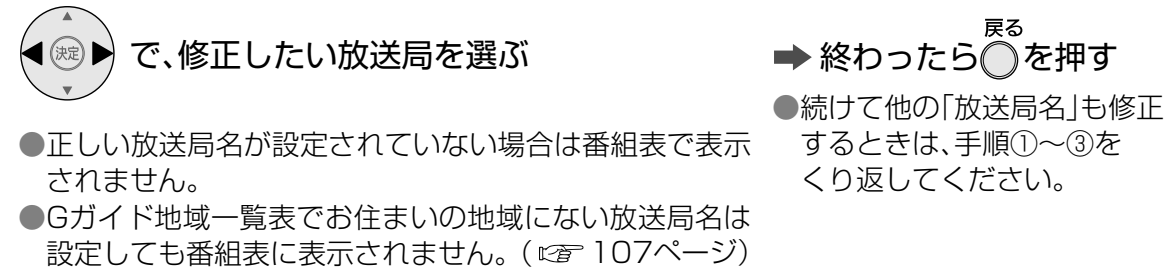 決定
で、修正したい放送局を選ぶ
●正しい放送局名が設定されていない場合は番組表で表示
されません。
●Gガイド地域一覧表でお住まいの地域にない放送局名は
設定しても番組表に表示されません。(☞107ページ)
戻る
➡終わったら○を押す
●続けて他の「放送局名」も修正
するときは、手順①〜③を
くり返してください。